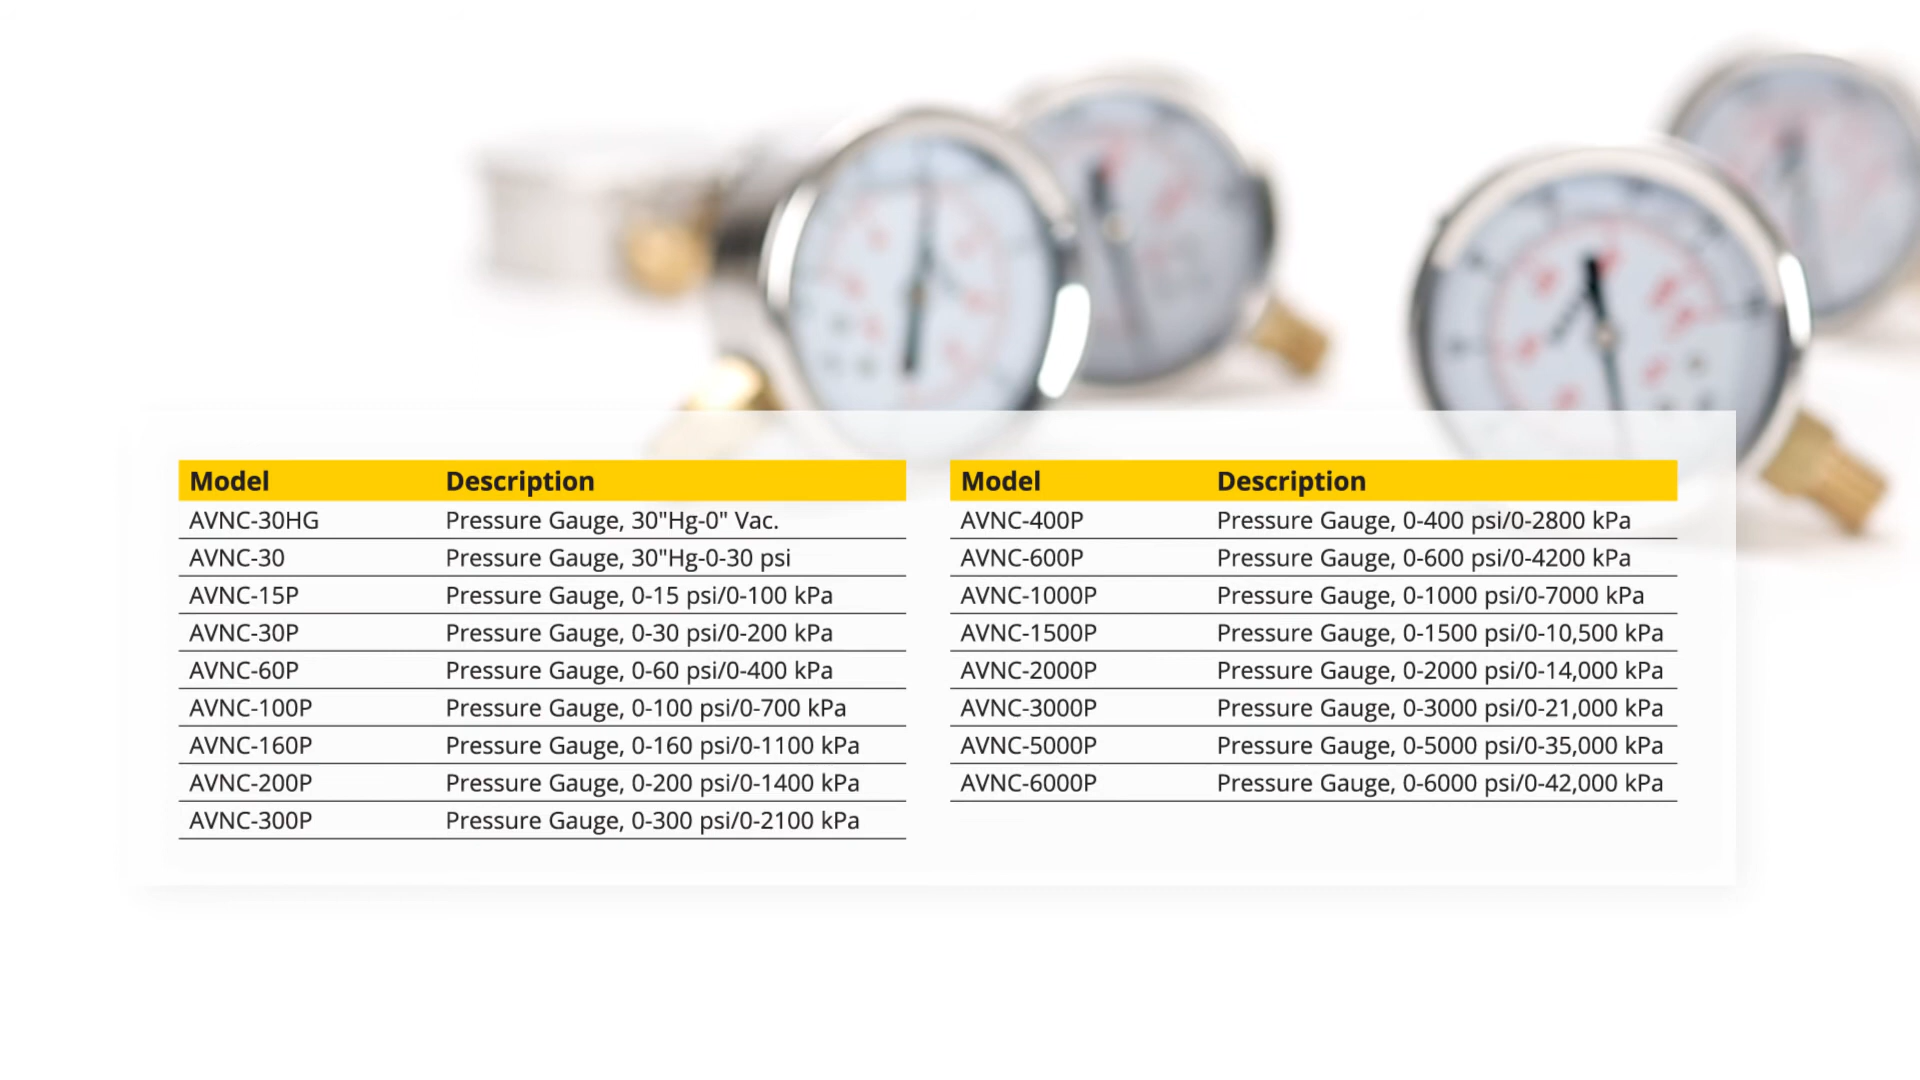 Model Description
AVNC-30HG Pressure Gauge, 30"Hg-0" Vac.
AVNC-30 Pressure Gauge, 30"Hg-0-30 psi
AVNC-15P Pressure Gauge, 0-15 psi/0-100 kPa
AVNC-30P Pressure Gauge, 0-30 psi/0-200 kPa
AVNC-60P Pressure Gauge, 0-60 psi/0-400 kPa
AVNC-100P Pressure Gauge, 0-100 psi/0-700 kPa
AVNC-160P Pressure Gauge, 0-160 psi/0-1100 kPa
AVNC-200P Pressure Gauge, 0-200 psi/0-1400 kPa
AVNC-300P Pressure Gauge, 0-300 psi/0-2100 kPa
Model Description
AVNC-400P Pressure Gauge, 0-400 psi/0-2800 kPa
AVNC-600P Pressure Gauge, 0-600 psi/0-4200 kPa
AVNC-1000P Pressure Gauge, 0-1000 psi/0-7000 kPa
AVNC-1500P Pressure Gauge, 0-1500 psi/0-10,500 kPa
AVNC-2000P Pressure Gauge, 0-2000 psi/0-14,000 kPa
AVNC-3000P Pressure Gauge, 0-3000 psi/0-21,000 kPa
AVNC-5000P Pressure Gauge, 0-5000 psi/0-35,000 kPa
AVNC-6000P Pressure Gauge, 0-6000 psi/0-42,000 kPa